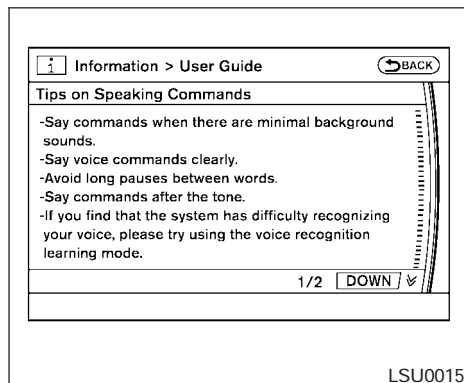 i Information > User Guide BACK
Tips on Speaking Commands
-Say commands when there are minimal background
sounds.
-Say voice commands clearly.
-Avoid long pauses between words.
-Say commands after the tone.
-If you find that the system has difficulty recognizing
your voice, please try using the voice recognition
learning mode.
1/2 DOWN
LSU0015